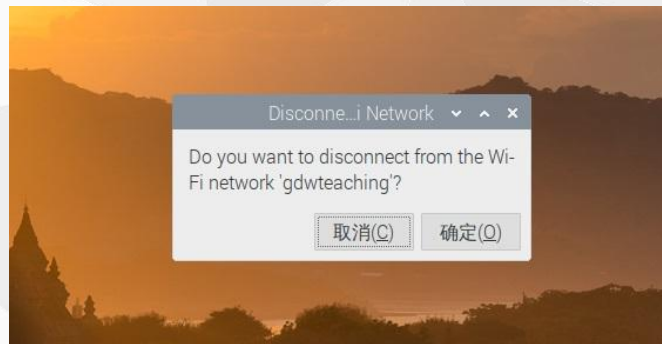 Disconne...i Network
Do you want to disconnect from the Wi-
Fi network 'gdwteaching'?
取消(C) 确定(O)